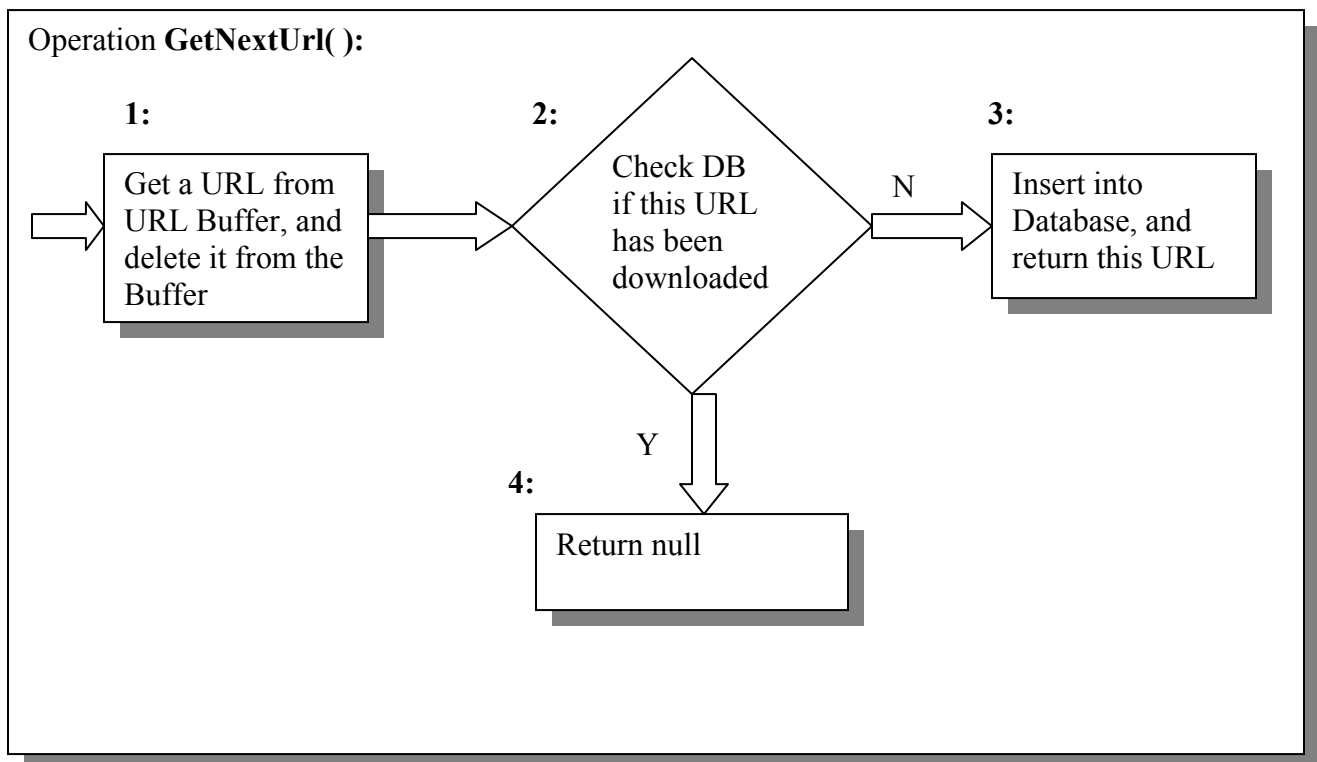 Operation GetNextUrl( ):
1:
Get a URL from
URL Buffer, and
delete it from the
Buffer
2:
Check DB
if this URL
has been
downloaded
N
3:
Insert into
Database, and
return this URL
Y
4:
Return null